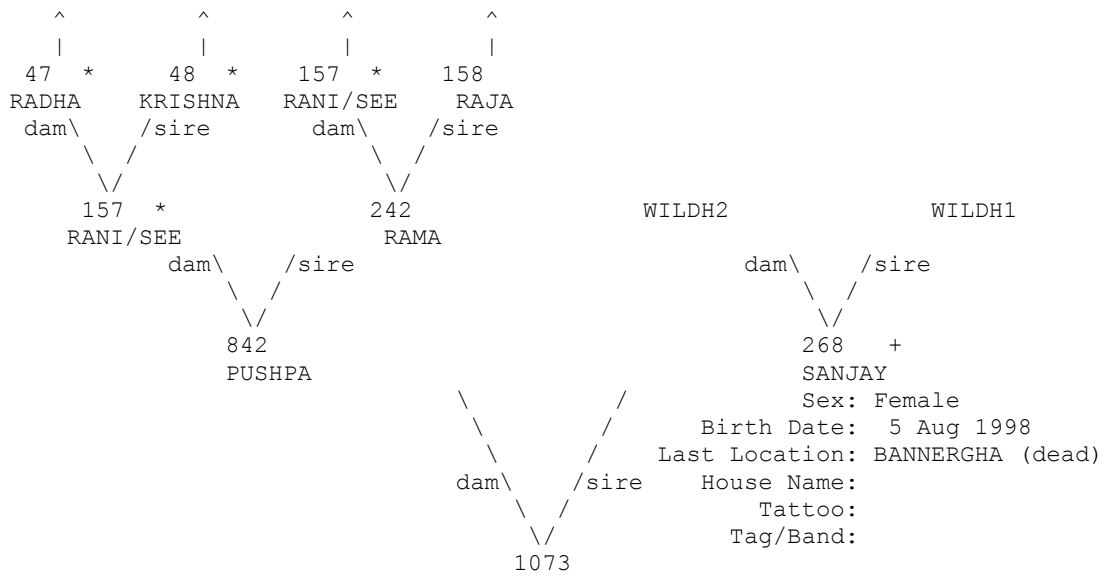 ^ ^ ^ ^
| | | |
47 * 48 * 157 * 158
RADHA KRISHNA RANI/SEE RAJA
dam\ /sire dam\ /sire
\ / \ /
\/ \/
157 * 242 WILDH2 WILDH1
RANI/SEE RAMA
dam\ /sire dam\ /sire
\ / \ /
\/ \/
842 268 +
PUSHPA SANJAY
\ / Sex: Female
\ / Birth Date: 5 Aug 1998
\ / Last Location: BANNERGHA (dead)
dam\ /sire House Name:
\ / Tattoo:
\/ Tag/Band:
1073